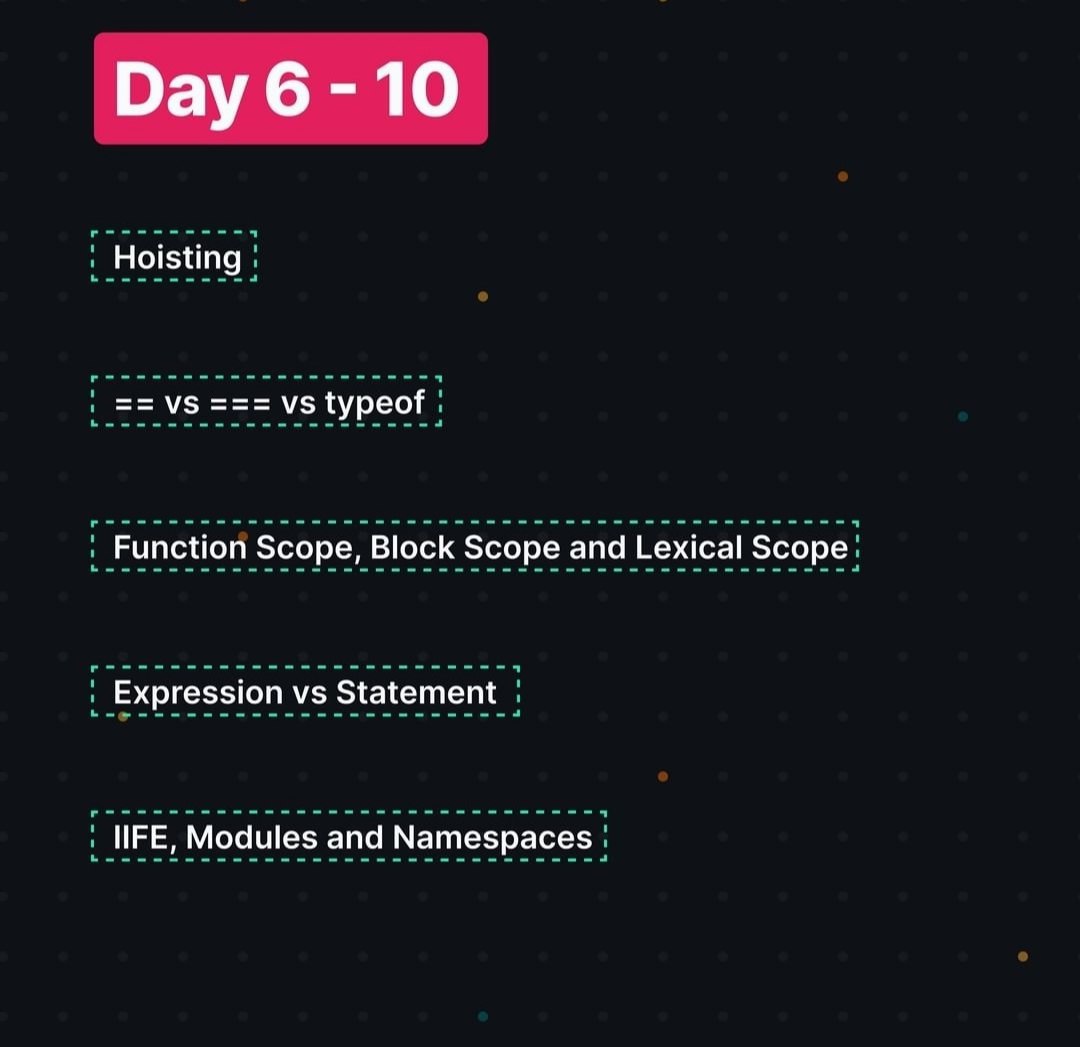 Day 6 - 10
Hoisting
== vs === vs typeof
Function Scope, Block Scope and Lexical Scope
Expression vs Statement
IIFE, Modules and Namespaces